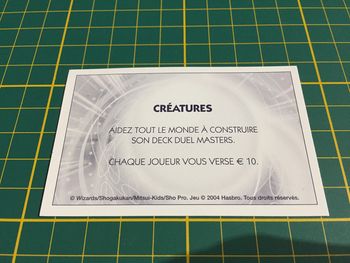 CRÉATURES
AIDEZ TOUT LE MONDE À CONSTRUIRE
SON DECK DUEL MASTERS.
CHAQUE JOUEUR VOUS VERSE € 10.
© Wizards/Shogakukan/Mitsui-Kids/Sho Pro. Jeu © 2004 Hasbro. Tous droits réservés.